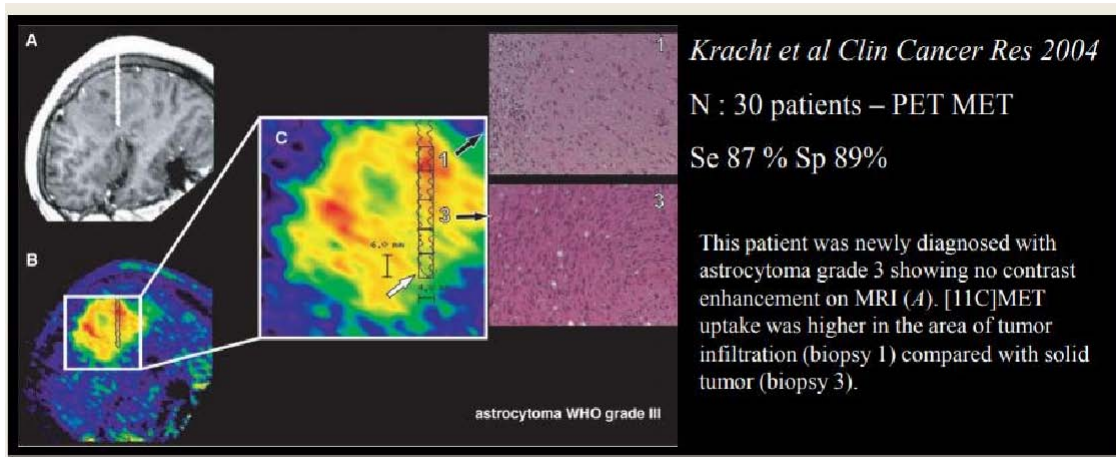 A
B
C
1
3
6.0 mm
1
3
astrocytoma WHO grade III
Kracht et al Clin Cancer Res 2004
N : 30 patients – PET MET
Se 87 % Sp 89%
This patient was newly diagnosed with
astrocytoma grade 3 showing no contrast
enhancement on MRI (A). [11C]MET
uptake was higher in the area of tumor
infiltration (biopsy 1) compared with solid
tumor (biopsy 3).